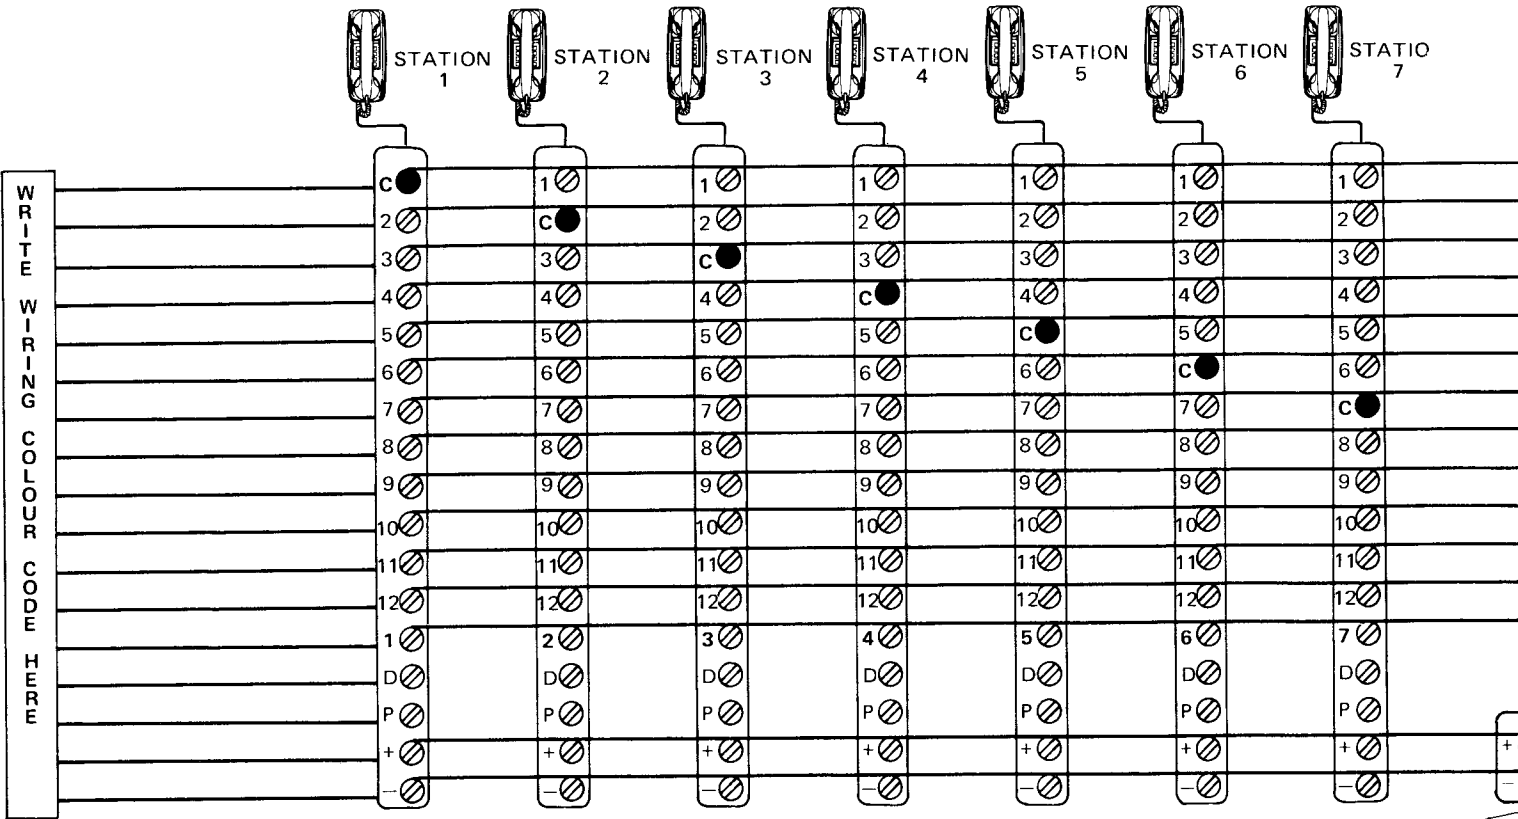 STATION 1
STATION 2
STATION 3
STATION 4
STATION 5
STATION 6
STATIO 7
WRITE WIRING COLOUR CODE HERE
C 1 1 1 1 1 1
2 C 2 2 2 2 2
3 3 C 3 3 3 3
4 4 4 C 4 4 4
5 5 5 5 C 5 5
6 6 6 6 6 C 6
7 7 7 7 7 7 C
8 8 8 8 8 8 8
9 9 9 9 9 9 9
10 10 10 10 10 10 10
11 11 11 11 11 11 11
12 12 12 12 12 12 12
1 2 3 4 5 6 7
D D D D D D D
P P P P P P P
+ + + + + + + +
− − − − − − − −